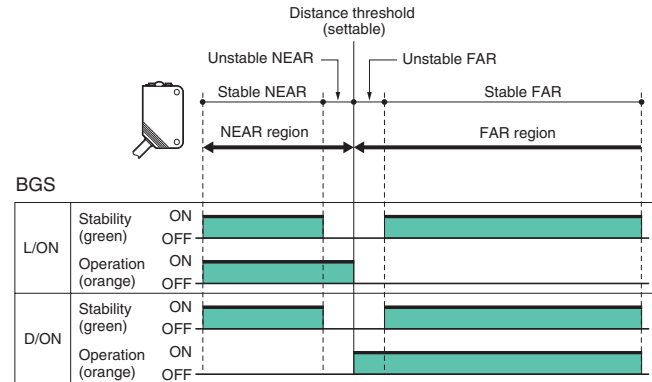 Distance threshold
(settable)
Unstable NEAR
Unstable FAR
Stable NEAR
Stable FAR
NEAR region
FAR region
BGS
L/ON
Stability
(green)
ON
OFF
Operation
(orange)
ON
OFF
D/ON
Stability
(green)
ON
OFF
Operation
(orange)
ON
OFF